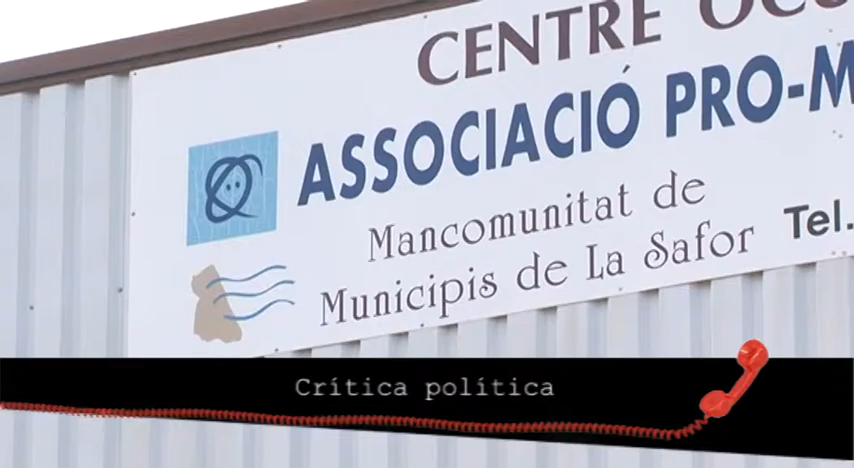 CENTRE
ASSOCIACIÓ PRO-M
Mancomunitat de
Municipis de La Safor
Tel.
Crítica política